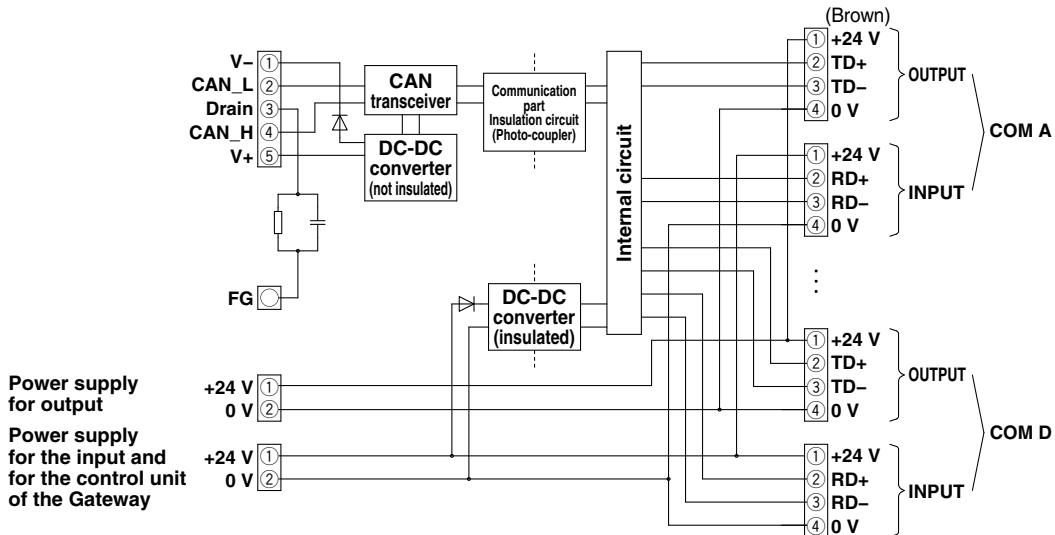 V− ①
CAN_L ②
Drain ③
CAN_H ④
V+ ⑤
FG
CAN
transceiver
DC-DC
converter
(not insulated)
Communication
part
Insulation circuit
(Photo-coupler)
DC-DC
converter
(insulated)
Internal circuit
(Brown)
① +24 V
② TD+
③ TD−
④ 0 V
OUTPUT
① +24 V
② RD+
③ RD−
④ 0 V
INPUT
COM A
① +24 V
② TD+
③ TD−
④ 0 V
OUTPUT
① +24 V
② RD+
③ RD−
④ 0 V
INPUT
COM D
Power supply
for output
+24 V ①
0 V ②
Power supply
for the input and
for the control unit
of the Gateway
+24 V ①
0 V ②